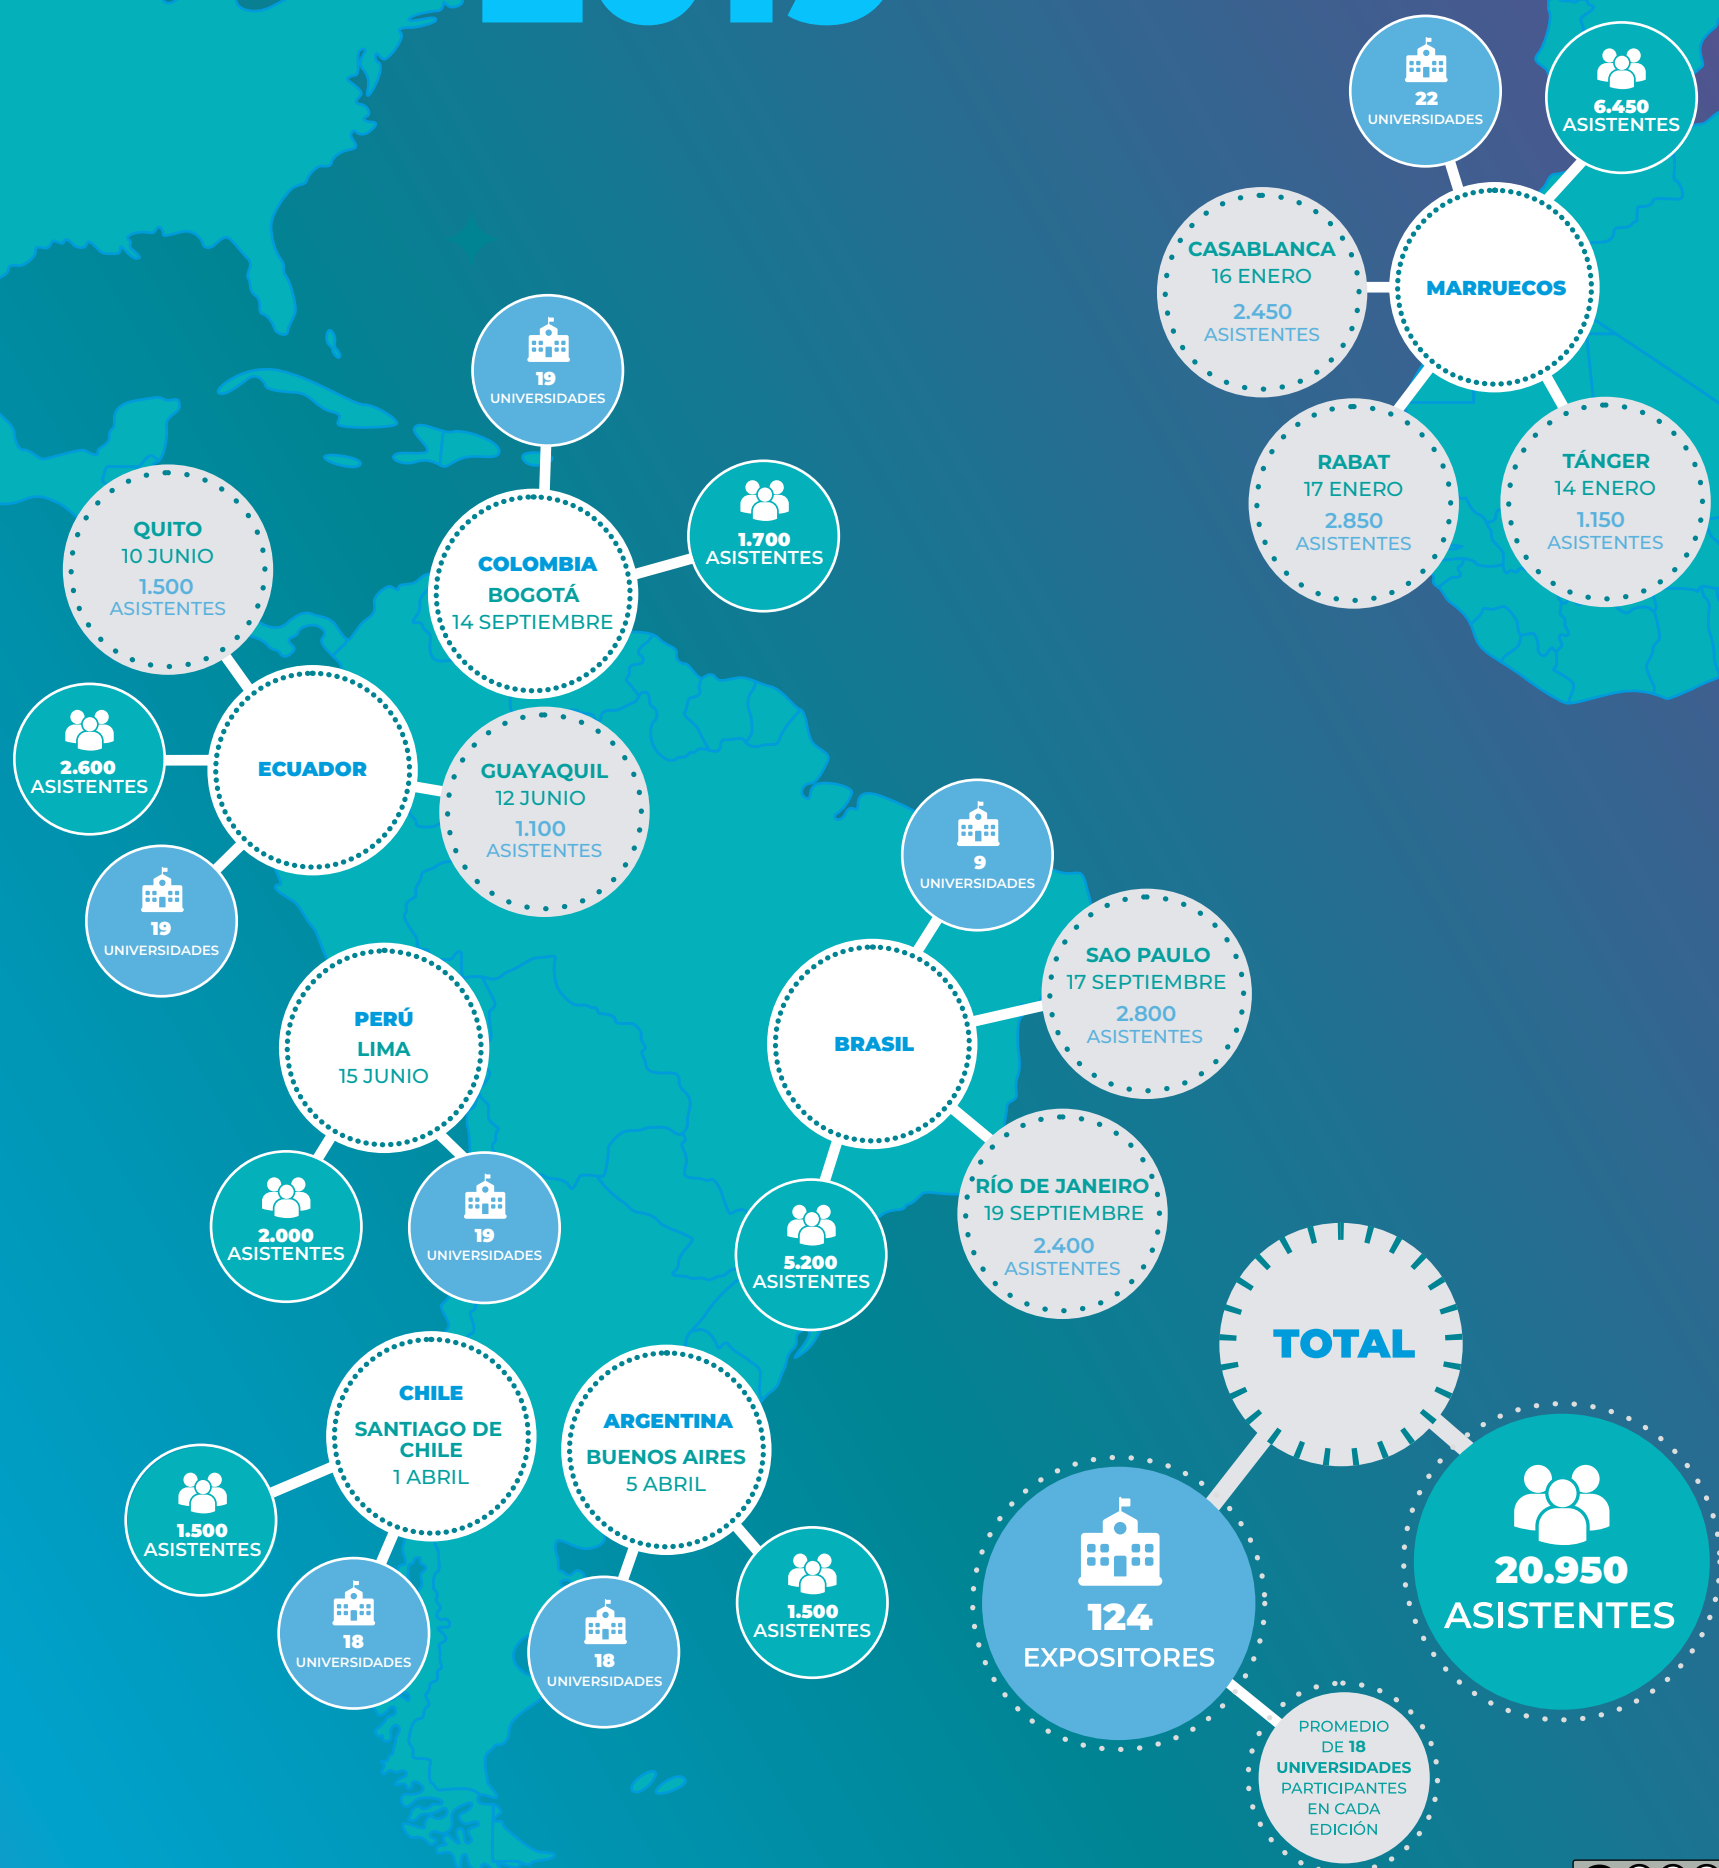 2019
22
UNIVERSIDADES
6.450
ASISTENTES
MARRUECOS
CASABLANCA
16 ENERO
2.450
ASISTENTES
RABAT
17 ENERO
2.850
ASISTENTES
TÁNGER
14 ENERO
1.150
ASISTENTES
19
UNIVERSIDADES
1.700
ASISTENTES
COLOMBIA
BOGOTÁ
14 SEPTIEMBRE
QUITO
10 JUNIO
1.500
ASISTENTES
2.600
ASISTENTES
ECUADOR
GUAYAQUIL
12 JUNIO
1.100
ASISTENTES
19
UNIVERSIDADES
9
UNIVERSIDADES
BRASIL
SAO PAULO
17 SEPTIEMBRE
2.800
ASISTENTES
RÍO DE JANEIRO
19 SEPTIEMBRE
2.400
ASISTENTES
5.200
ASISTENTES
PERÚ
LIMA
15 JUNIO
2.000
ASISTENTES
19
UNIVERSIDADES
CHILE
SANTIAGO DE
CHILE
1 ABRIL
1.500
ASISTENTES
18
UNIVERSIDADES
ARGENTINA
BUENOS AIRES
5 ABRIL
18
UNIVERSIDADES
1.500
ASISTENTES
TOTAL
124
EXPOSITORES
20.950
ASISTENTES
PROMEDIO
DE 18
UNIVERSIDADES
PARTICIPANTES
EN CADA
EDICIÓN